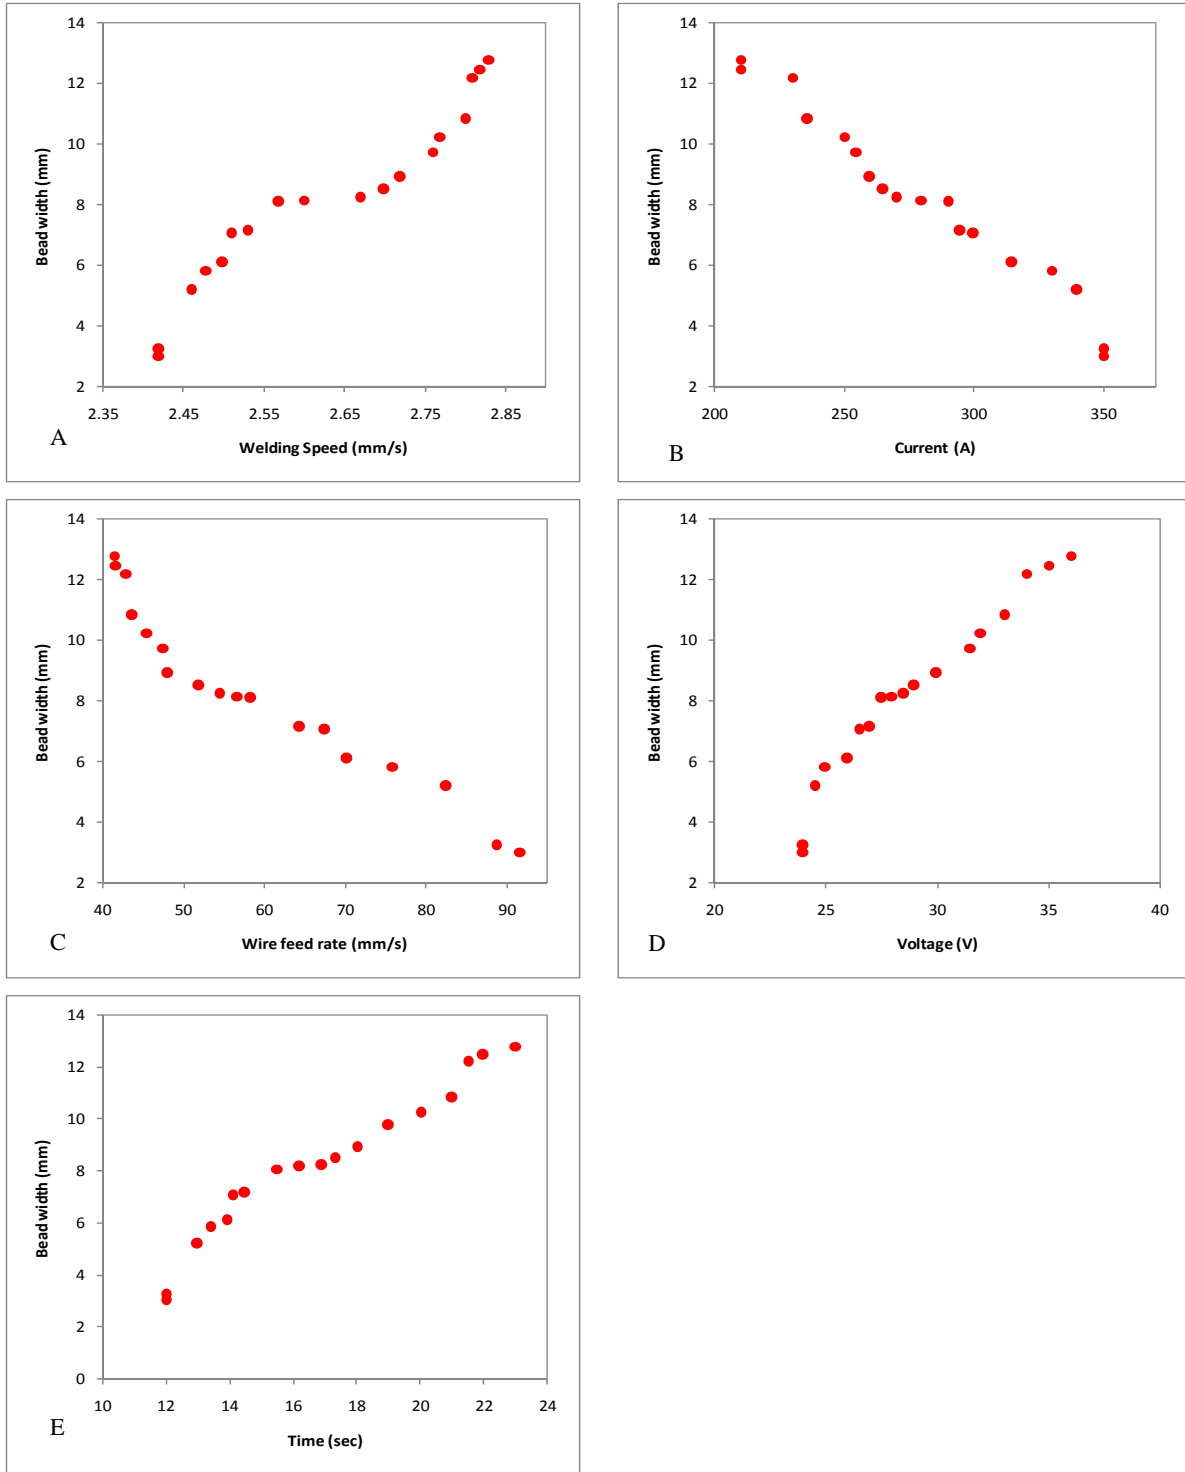 14
12
10
8
6
4
2
Bead width (mm)
2.35 2.45 2.55 2.65 2.75 2.85
Welding Speed (mm/s)
A
14
12
10
8
6
4
2
Bead width (mm)
200 250 300 350
Current (A)
B
14
12
10
8
6
4
2
Bead width (mm)
40 50 60 70 80 90
Wire feed rate (mm/s)
C
14
12
10
8
6
4
2
Bead width (mm)
20 25 30 35 40
Voltage (V)
D
14
12
10
8
6
4
2
0
Bead width (mm)
10 12 14 16 18 20 22 24
Time (sec)
E